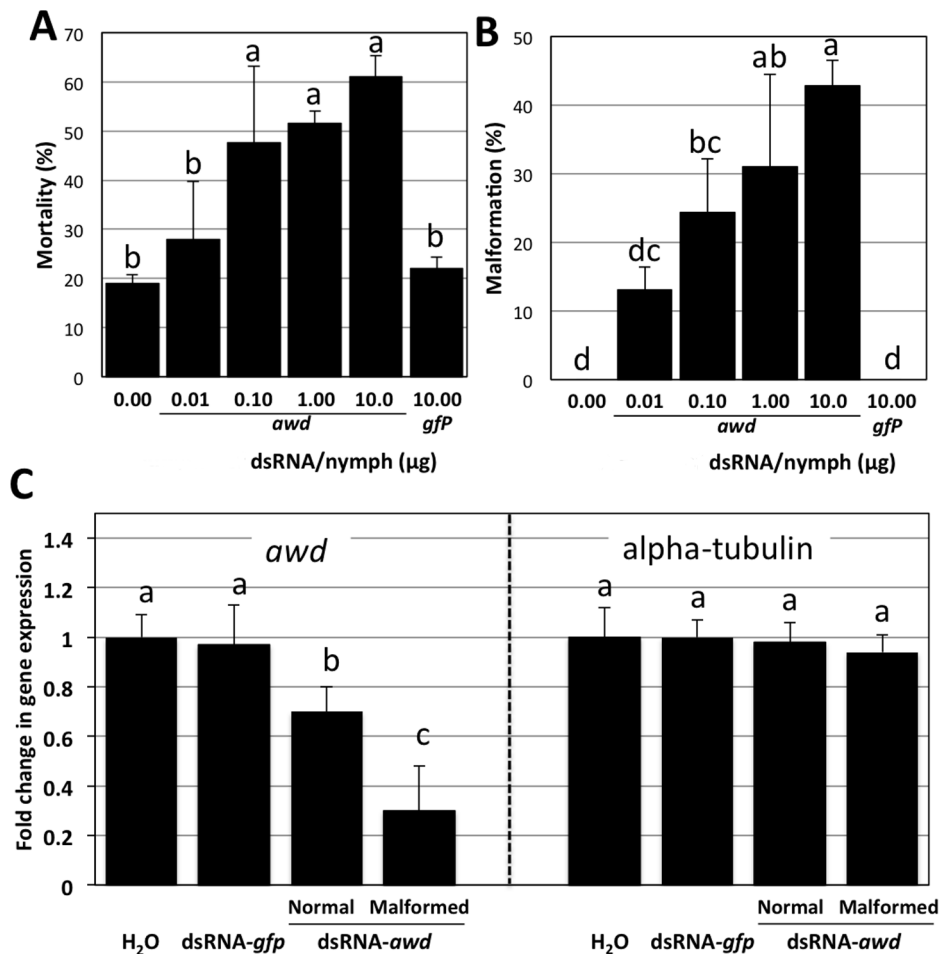 A
Mortality (%)
70
60
50
40
30
20
10
0
b
b
a
a
a
b
0.00 0.01 0.10 1.00 10.0 10.00
awd gfP
dsRNA/nymph (µg)
B
Malformation (%)
50
40
30
20
10
0
d
dc
bc
ab
a
d
0.00 0.01 0.10 1.00 10.0 10.00
awd gfP
dsRNA/nymph (µg)
C
Fold change in gene expression
1.4
1.2
1
0.8
0.6
0.4
0.2
0
awd
a
a
b
c
Normal Malformed
H₂O dsRNA-gfp dsRNA-awd
alpha-tubulin
a
a
a
a
Normal Malformed
H₂O dsRNA-gfp dsRNA-awd